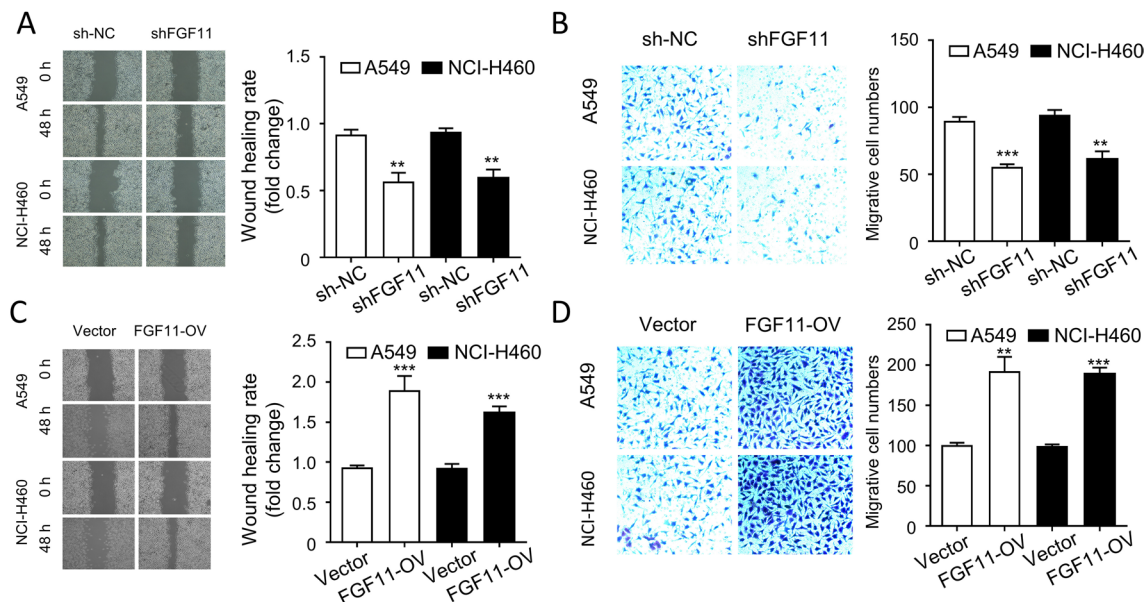 A
sh-NC shFGF11
A549
0 h
48 h
NCI-H460
0h
48 h
Wound healing rate
(fold change)
A549 NCI-H460
1.5
1.0
0.5
0
** **
sh-NC shFGF11 sh-NC shFGF11
B
sh-NC shFGF11
A549
NCI-H460
Migrative cell numbers
A549 NCI-H460
150
100
50
0
*** **
sh-NC shFGF11 sh-NC shFGF11
C
Vector FGF11-OV
A549
0 h
48 h
NCI-H460
0 h
48 h
Wound healing rate
(fold change)
A549 NCI-H460
2.5
2.0
1.5
1.0
0.5
0
*** ***
Vector FGF11-OV Vector FGF11-OV
D
Vector FGF11-OV
A549
NCI-H460
Migrative cell numbers
A549 NCI-H460
250
200
150
100
50
0
** ***
Vector FGF11-OV Vector FGF11-OV